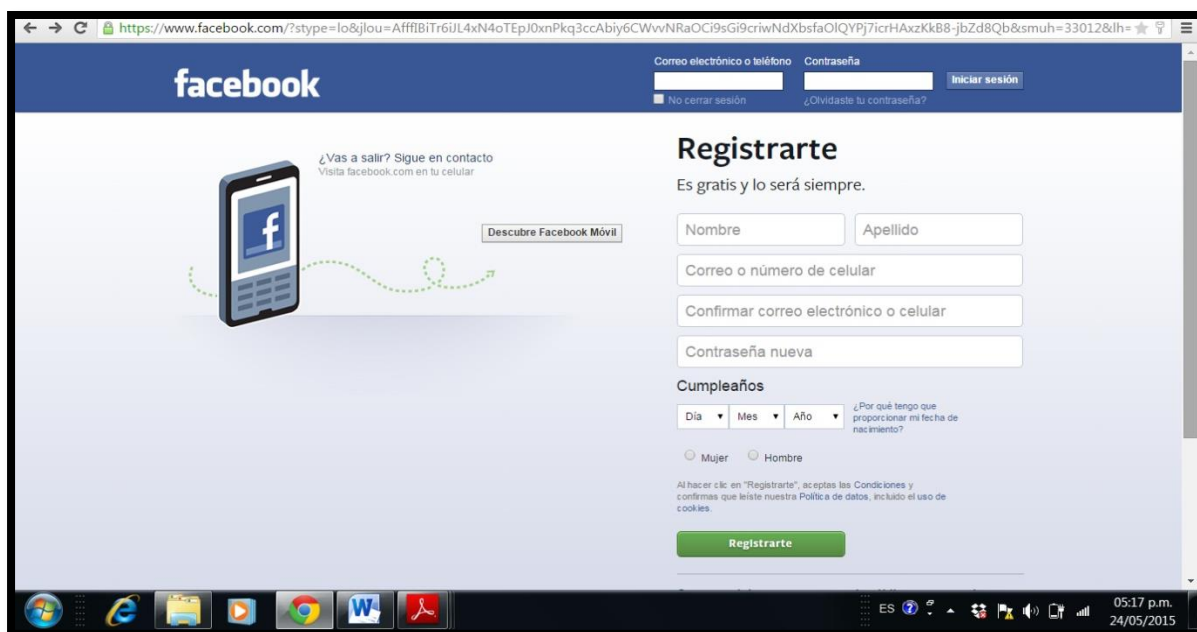 https://www.facebook.com/?stype=lo&jlou=AfffIBiTr6iJL4xN4oTEpJ0xnPkq3ccAbiy6CWvvNRaOCi9sGi9criwNdXbsfaOlQYPj7icrHAxzKkB8-jbZd8Qb&smuh=33012&lh=
facebook
Correo electrónico o teléfono Contraseña
Iniciar sesión
No cerrar sesión ¿Olvidaste tu contraseña?
¿Vas a salir? Sigue en contacto
Visita facebook.com en tu celular
f
Descubre Facebook Móvil
Registrarte
Es gratis y lo será siempre.
Nombre Apellido
Correo o número de celular
Confirmar correo electrónico o celular
Contraseña nueva
Cumpleaños
Día Mes Año
¿Por qué tengo que
proporcionar mi fecha de
nacimiento?
Mujer Hombre
Al hacer clic en "Registrarte", aceptas las Condiciones y
confirmas que leíste nuestra Política de datos, incluido el uso de
cookies.
Registrarte
ES
05:17 p.m.
24/05/2015